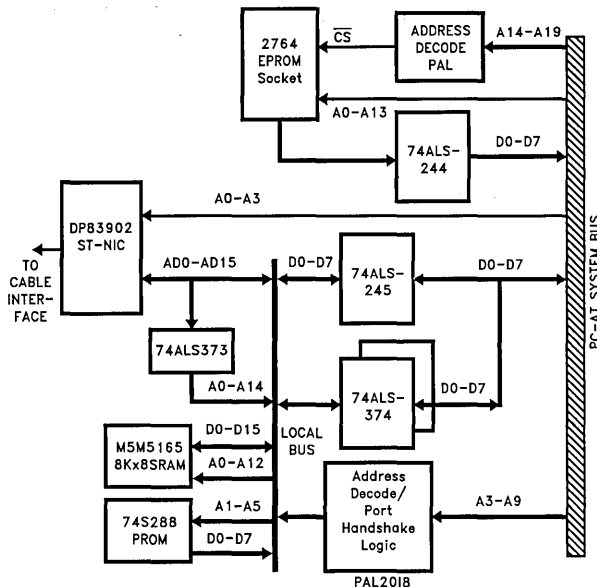 2764
EPROM
Socket
CS
ADDRESS
DECODE
PAL
A14-A19
A0-A13
74ALS-
244
D0-D7
DP83902
ST-NIC
A0-A3
TO
CABLE
INTER-
FACE
AD0-AD15
D0-D7
74ALS-
245
D0-D7
PC-AT SYSTEM BUS
74ALS373
A0-A14
74ALS-
374
D0-D7
LOCAL
BUS
M5M5165
8Kx8SRAM
D0-D15
A0-A12
74S288
PROM
A1-A5
D0-D7
Address
Decode/
Port
Handshake
Logic
A3-A9
PAL20I8